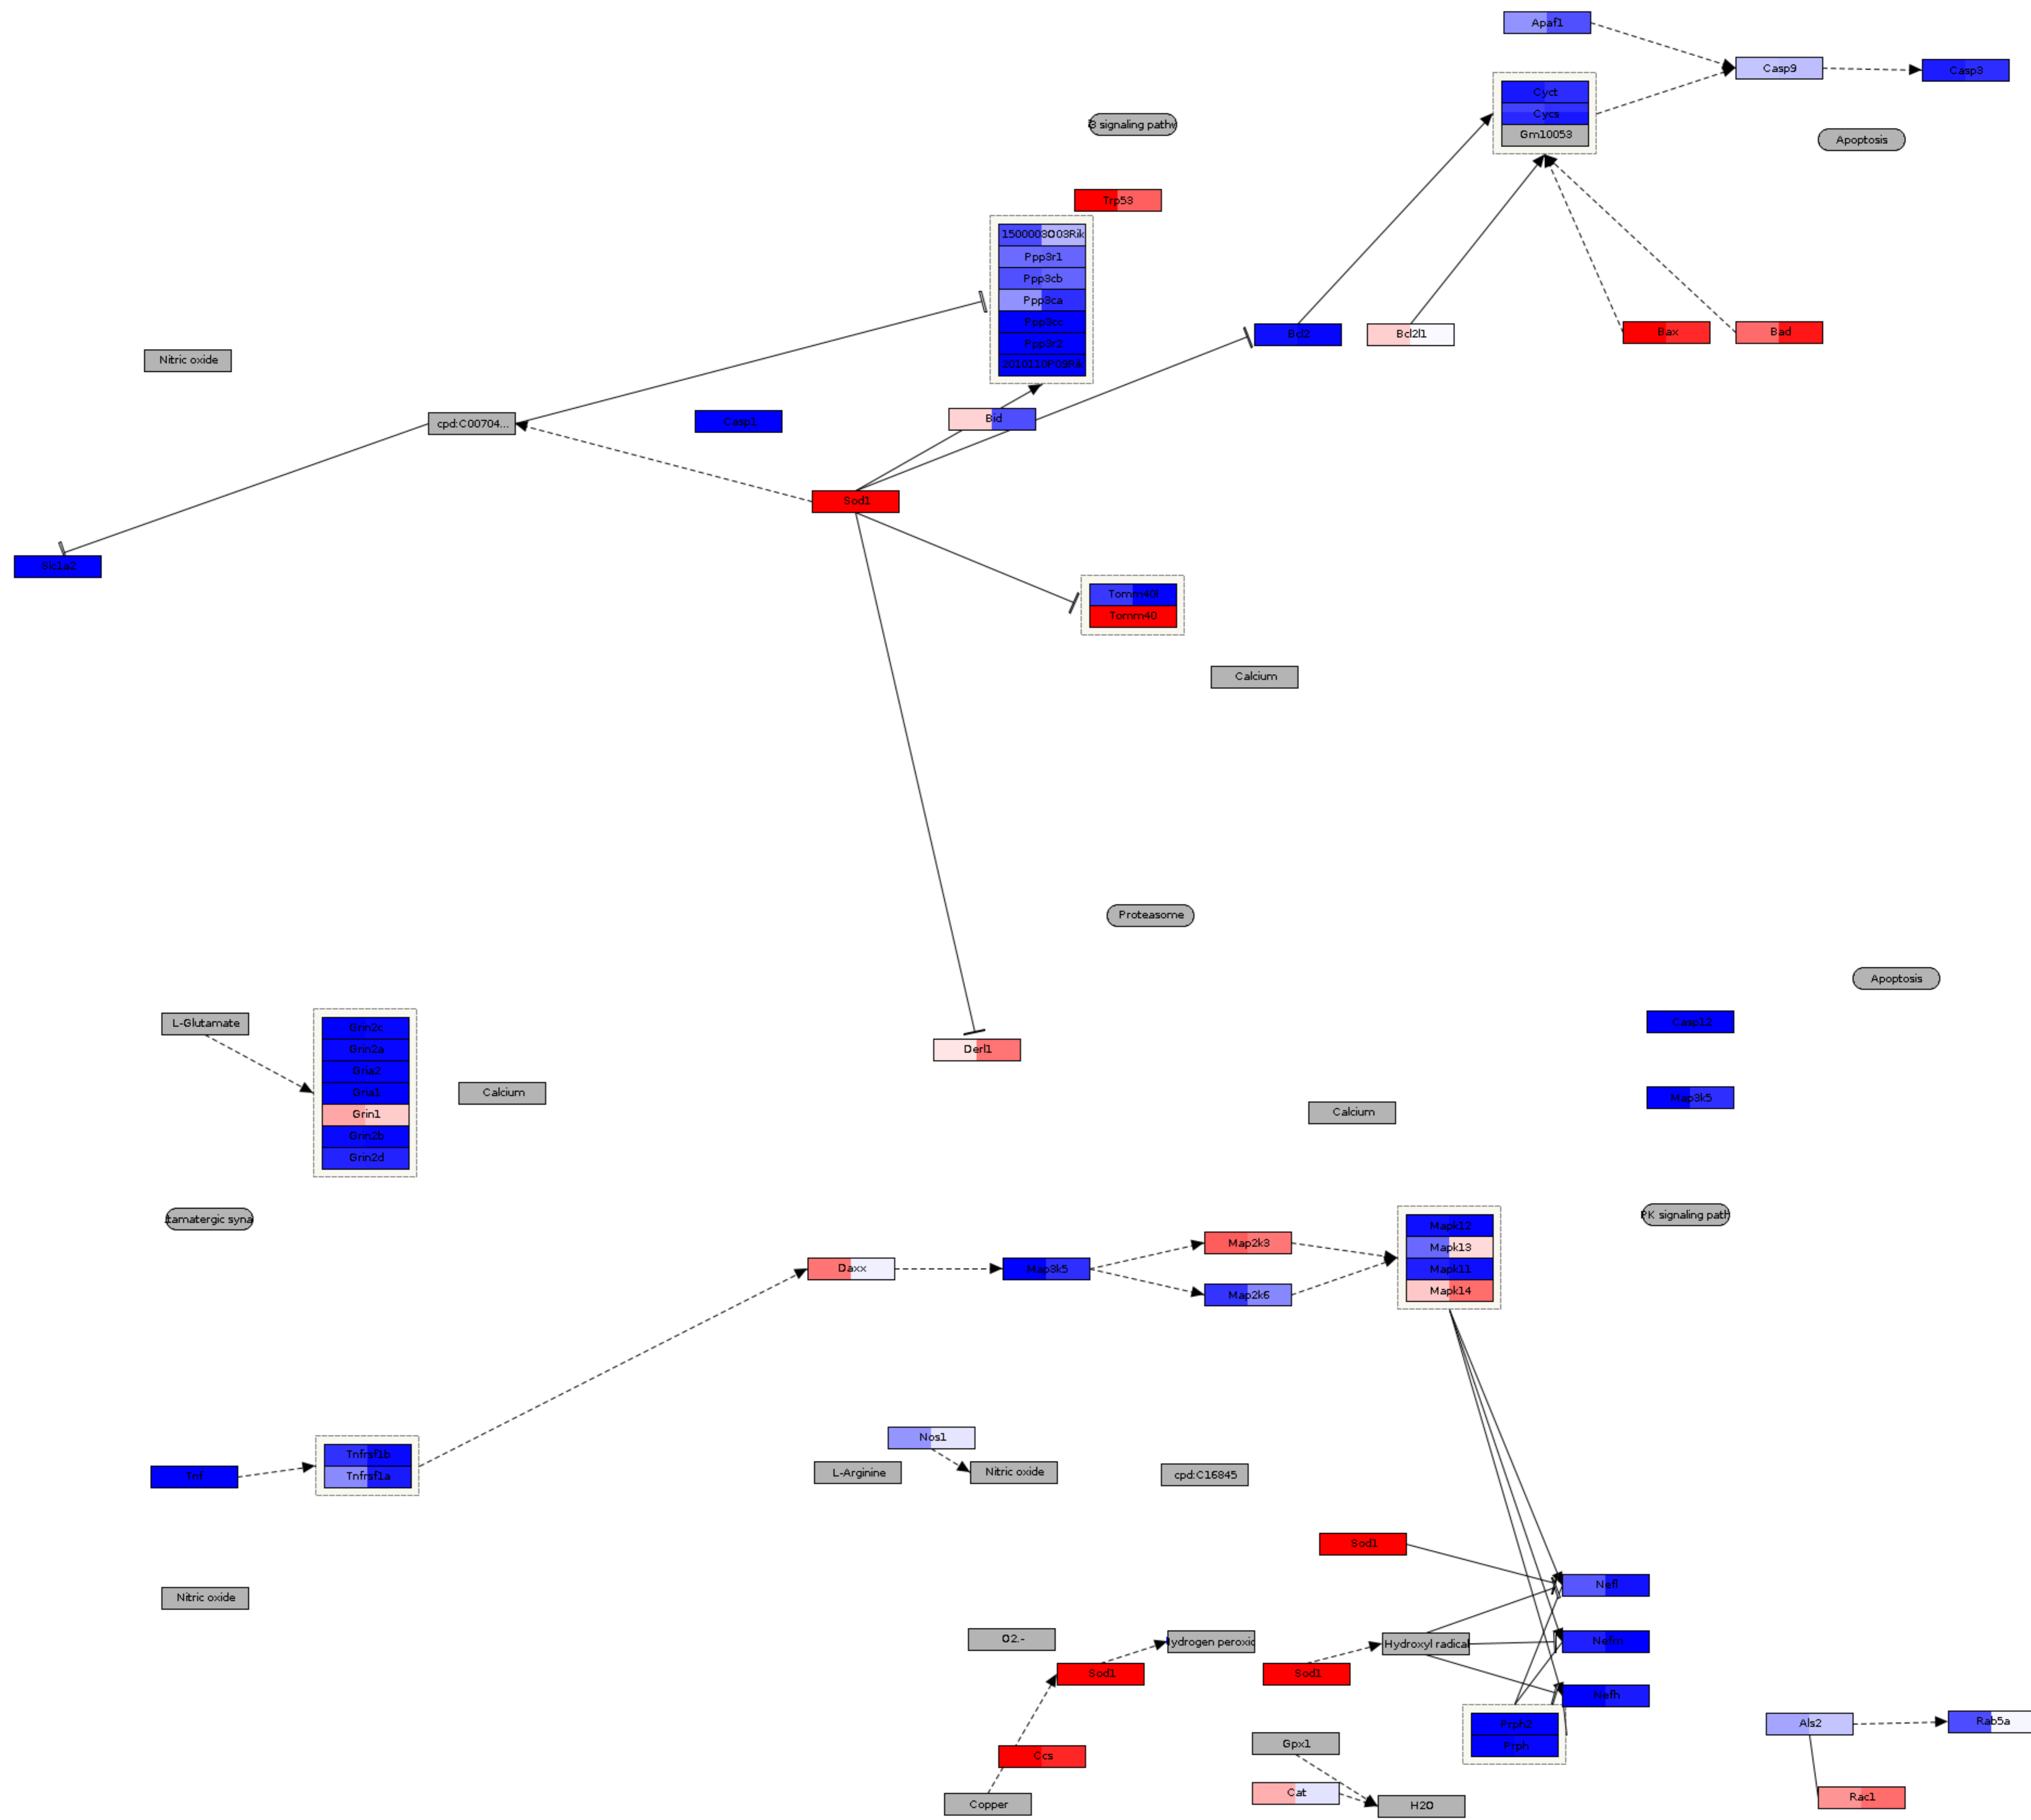 Apaf1
Casp9
Casp3
Cyct
Cycs
Gm10053
3 signaling pathw
Apoptosis
Trp53
1500003O03Rik
Ppp3r1
Ppp3cb
Ppp3ca
Ppp3cc
Ppp3r2
2010110P09Rik
Bcl2
Bcl2l1
Bax
Bad
Nitric oxide
cpd:C00704...
Casp1
Bid
Sod1
Slc1a2
Tomm40l
Tomm40
Calcium
Proteasome
Apoptosis
L-Glutamate
Grin2c
Grin2a
Gria2
Gria1
Grin1
Grin2b
Grin2d
Casp12
Derl1
Calcium
Calcium
Map3k5
tamatergic syna
PK signaling path
Mapk12
Mapk13
Mapk11
Mapk14
Map2k3
Daxx
Map3k5
Map2k6
Nos1
Tnf
Tnfrsf1b
Tnfrsf1a
L-Arginine
Nitric oxide
cpd:C16845
Sod1
Nefl
Nitric oxide
O2.-
ydrogen peroxid
Hydroxyl radical
Nefm
Sod1
Sod1
Nefh
Prph2
Prph
Als2
Rab5a
Ccs
Gpx1
Cat
H2O
Copper
Rac1